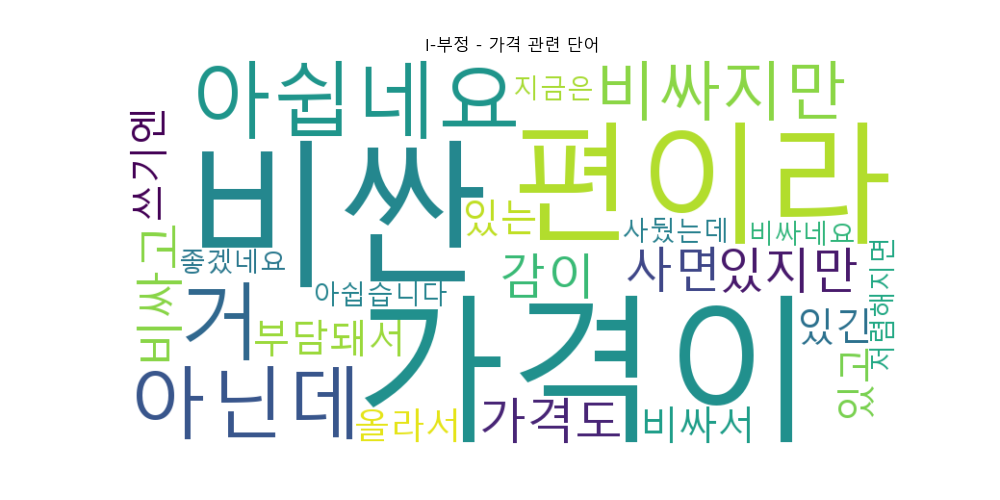 I-부정 - 가격 관련 단어
아쉽네요
지금은
비싸지만
쓰기엔
비싼
편이라
있는
사뒀는데
비싸네요
비싸고
좋겠네요
감이
사면
있지만
저렴해지면
거
아쉽습니다
가격이
있긴
부담돼서
아닌데
올라서
가격도
비싸서
있고